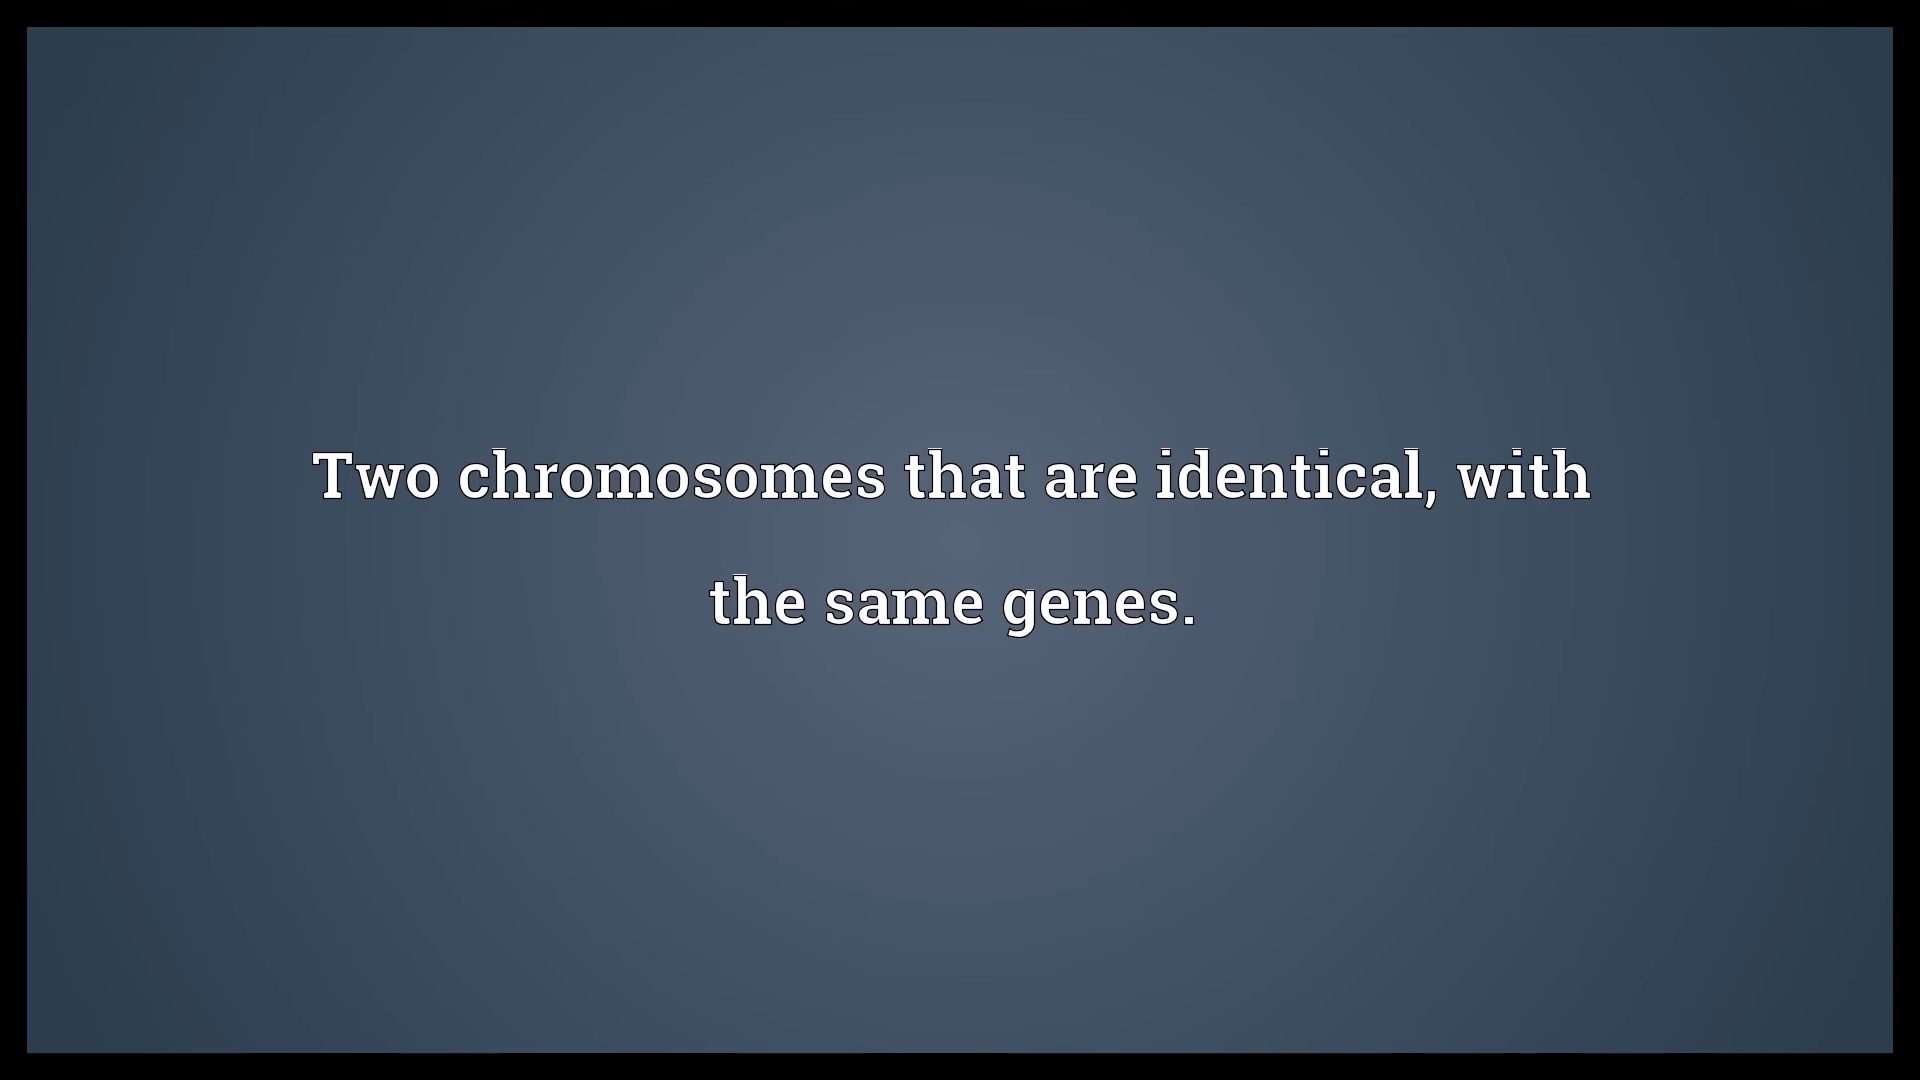 Two chromosomes that are identical, with
the same genes.